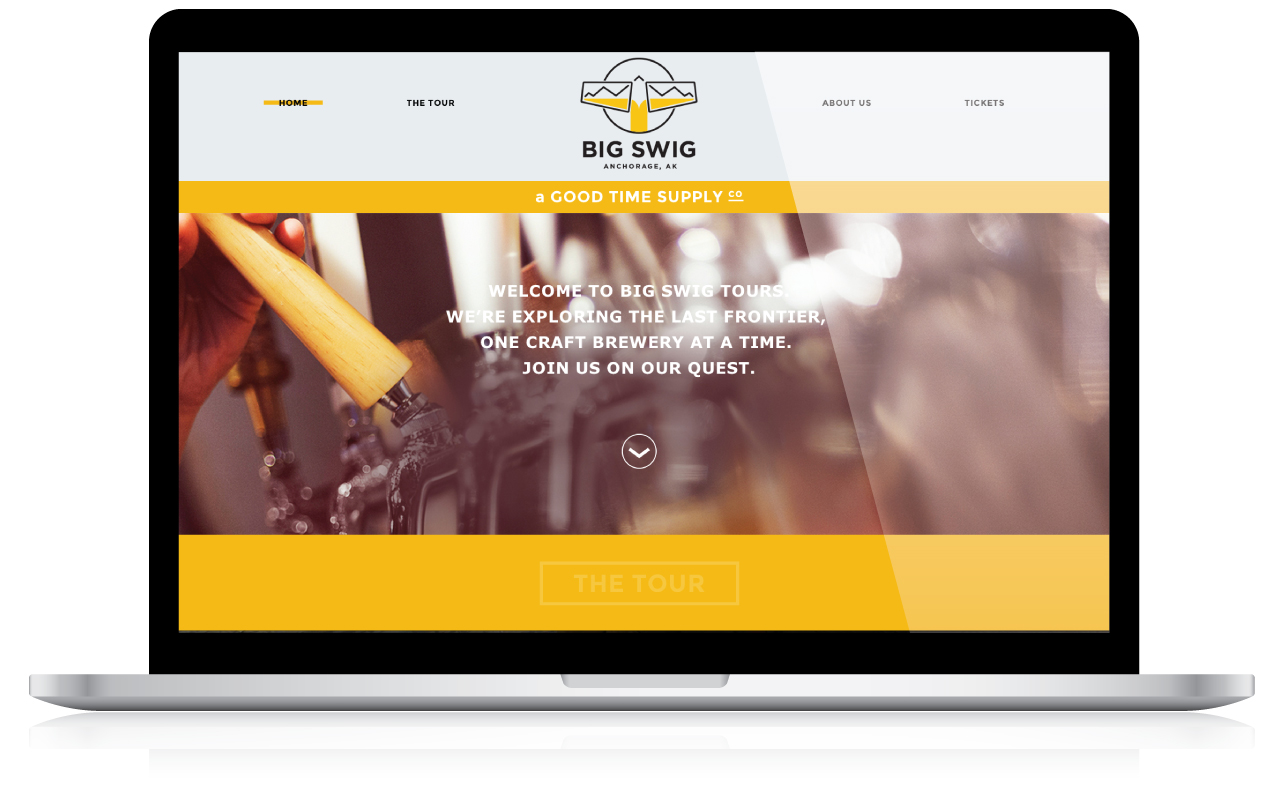 HOME
THE TOUR
BIG SWIG
ANCHORAGE, AK
ABOUT US
TICKETS
a GOOD TIME SUPPLY CO
WELCOME TO BIG SWIG TOURS.
WE'RE EXPLORING THE LAST FRONTIER,
ONE CRAFT BREWERY AT A TIME.
JOIN US ON OUR QUEST.
THE TOUR